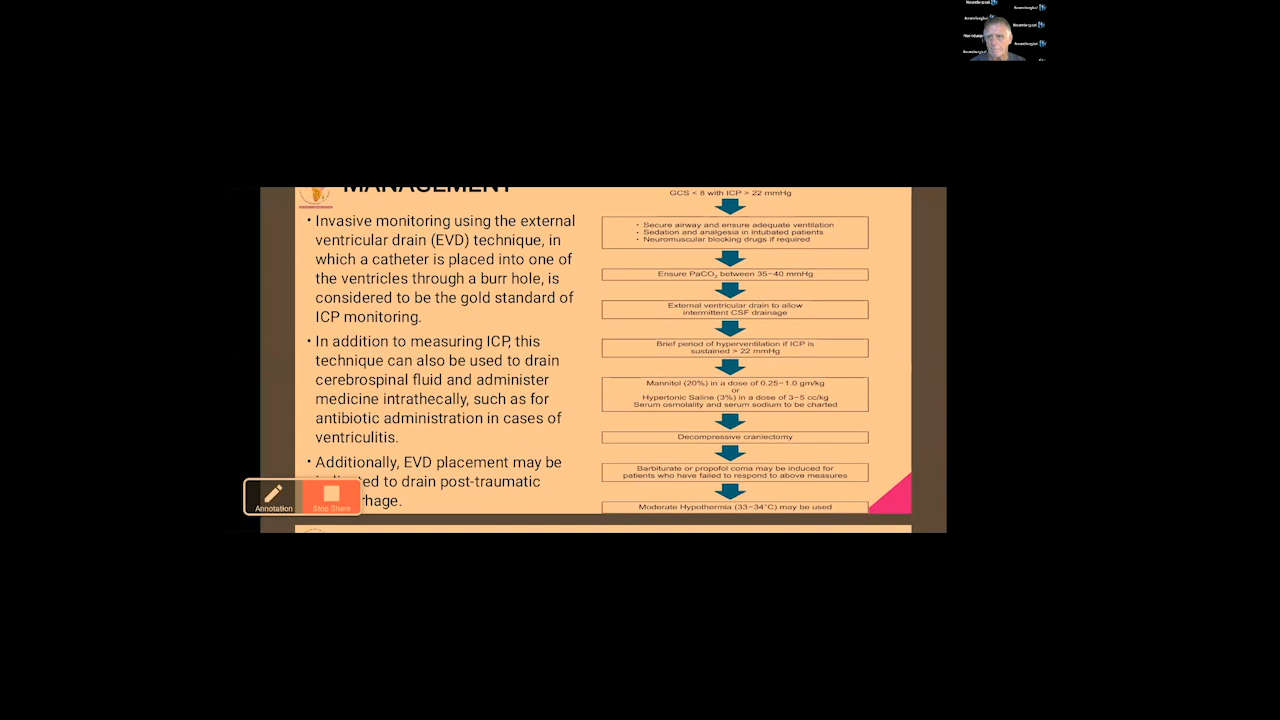 MANAGEMENT
• Invasive monitoring using the external
ventricular drain (EVD) technique, in
which a catheter is placed into one of
the ventricles through a burr hole, is
considered to be the gold standard of
ICP monitoring.
• In addition to measuring ICP, this
technique can also be used to drain
cerebrospinal fluid and administer
medicine intrathecally, such as for
antibiotic administration in cases of
ventriculitis.
• Additionally, EVD placement may be
to drain post-traumatic
GCS < 8 with ICP > 22 mmHg
• Secure airway and ensure adequate ventilation
• Sedation and analgesia in intubated patients
• Neuromuscular blocking drugs if required
Ensure PaCO₂ between 35−40 mmHg
External ventricular drain to allow
intermittent CSF drainage
Brief period of hyperventilation if ICP is
sustained > 22 mmHg
Mannitol (20%) in a dose of 0.25−1.0 gm/kg
or
Hypertonic Saline (3%) in a dose of 3−5 cc/kg
Serum osmolality and serum sodium to be charted
Decompressive craniectomy
Barbiturate or propofol coma may be induced for
patients who have failed to respond to above measures
Moderate Hypothermia (33−34°C) may be used
Annotation
Stop Share